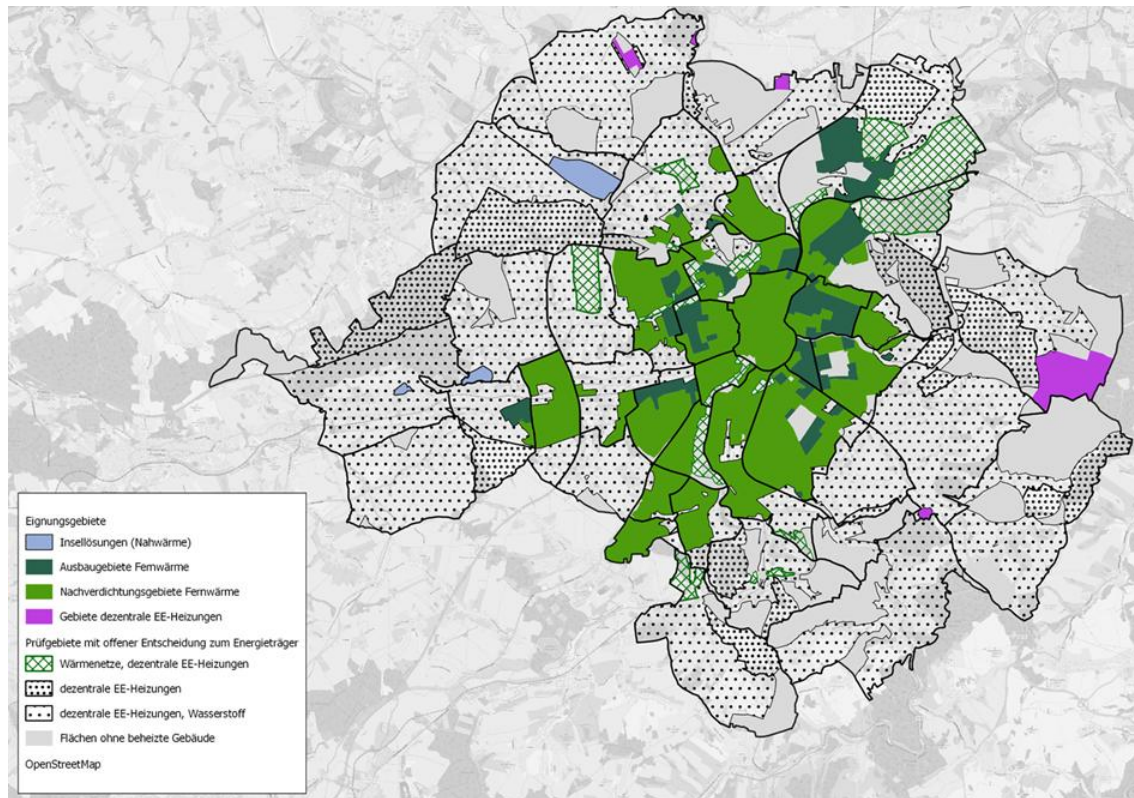 Eignungsgebiete
Insellösungen (Nahwärme)
Ausbaugebiete Fernwärme
Nachverdichtungsgebiete Fernwärme
Gebiete dezentrale EE-Heizungen
Prüfgebiete mit offener Entscheidung zum Energieträger
Wärmenetze, dezentrale EE-Heizungen
dezentrale EE-Heizungen
dezentrale EE-Heizungen, Wasserstoff
Flächen ohne beheizte Gebäude
OpenStreetMap